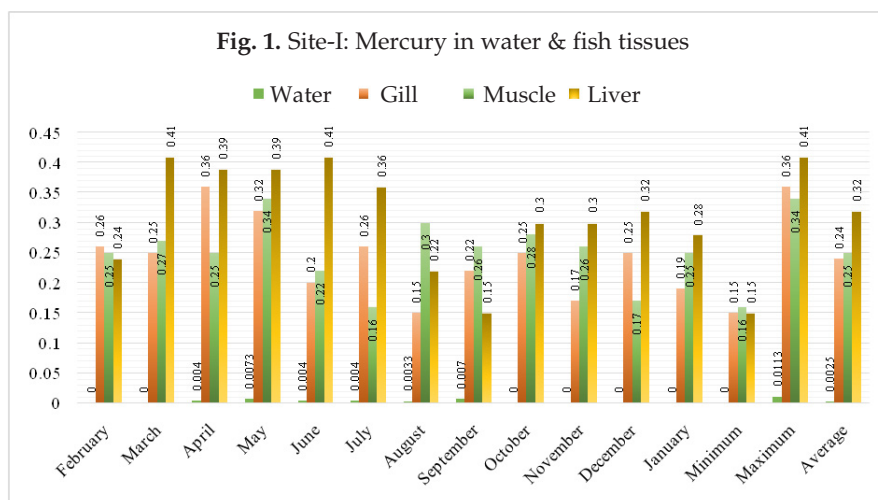 Fig. 1. Site-I: Mercury in water & fish tissues
Water Gill Muscle Liver
0.45
0.4
0.35
0.3
0.25
0.2
0.15
0.1
0.05
0
0 0.26 0.25 0.24
0 0.25 0.27 0.41
0.004 0.36 0.25 0.39
0.0073 0.32 0.34 0.39
0.004 0.2 0.22 0.41
0.004 0.26 0.16 0.36
0.0033 0.15 0.3 0.22
0.007 0.22 0.26 0.15
0 0.25 0.28 0.3
0 0.17 0.26 0.3
0 0.25 0.17 0.32
0 0.19 0.25 0.28
0 0.15 0.16 0.15
0.0113 0.36 0.34 0.41
0.0025 0.24 0.25 0.32
February March April May June July August September October November December January Minimum Maximum Average